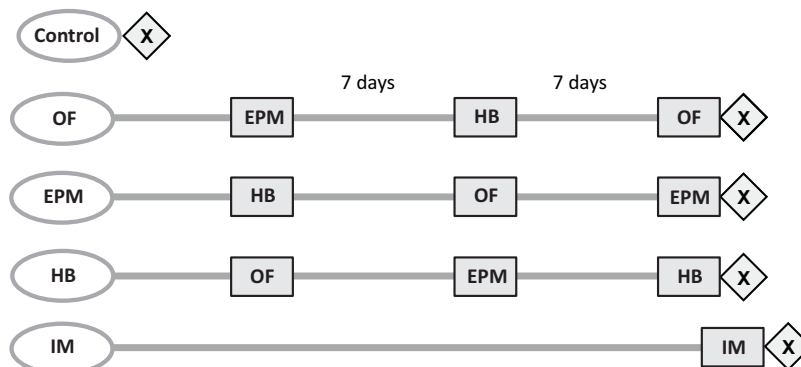 Control X
7 days 7 days
OF EPM HB OF X
EPM HB OF EPM X
HB OF EPM HB X
IM IM X